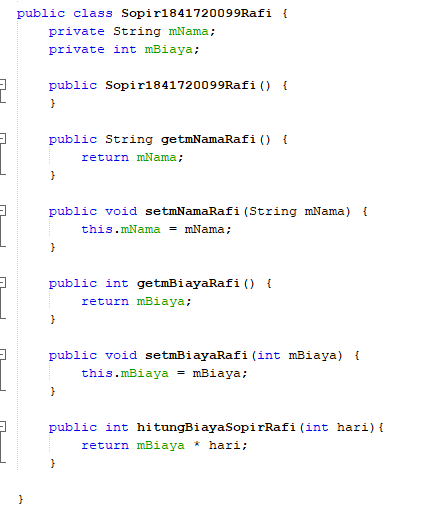 public class Sopir1841720099Rafi {
private String mNama;
private int mBiaya;
public Sopir1841720099Rafi() {
}
public String getmNamaRafi() {
return mNama;
}
public void setmNamaRafi(String mNama) {
this.mNama = mNama;
}
public int getmBiayaRafi() {
return mBiaya;
}
public void setmBiayaRafi(int mBiaya) {
this.mBiaya = mBiaya;
}
public int hitungBiayaSopirRafi(int hari){
return mBiaya * hari;
}
}